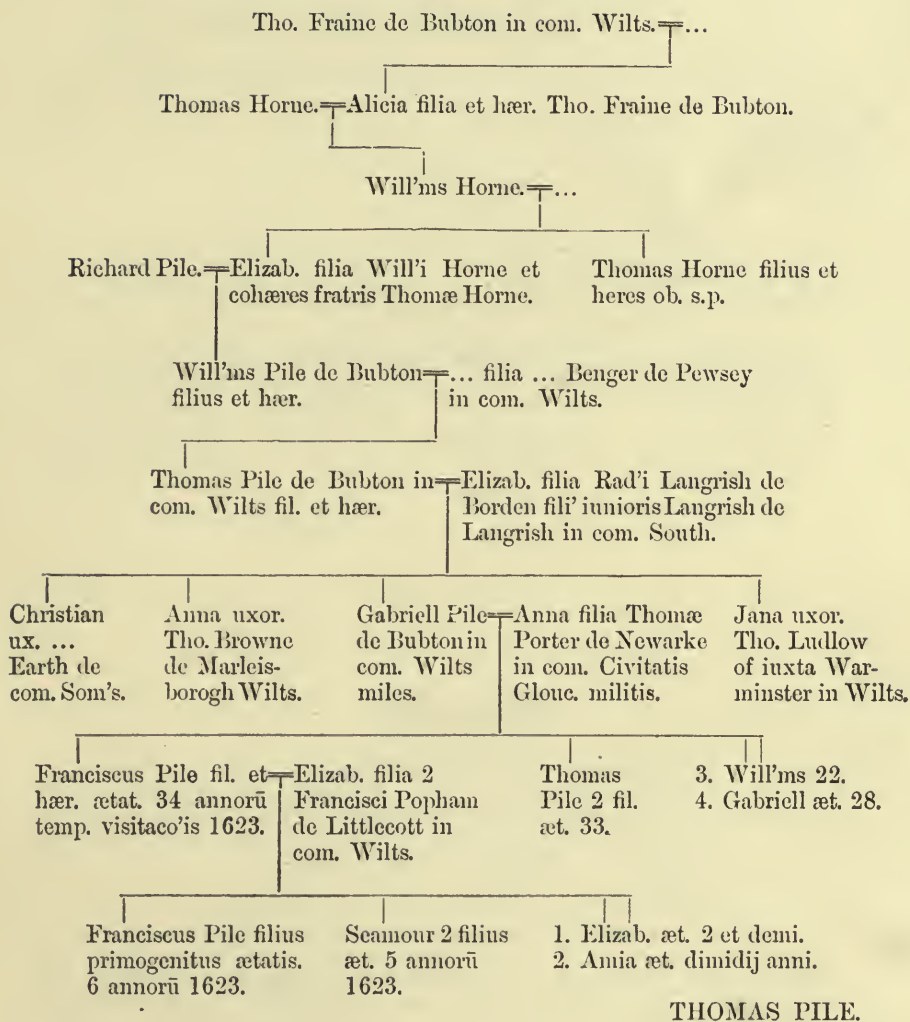 Tho. Fraine de Bubton in com. Wilts.=...
Thomas Horne.=Alicia filia et hær. Tho. Fraine de Bubton.
Will'ms Horne.=...
Richard Pile.=Elizab. filia Will'i Horne et
cohæres fratris Thomæ Horne.
Thomas Horne filius et
heres ob. s.p.
Will'ms Pile de Bubton=... filia ... Benger de Pewsey
filius et hær.
in com. Wilts.
Thomas Pile de Bubton in=Elizab. filia Rad'i Langrish de
com. Wilts fil. et hær.
Borden fili' iunioris Langrish de
Langrish in com. South.
Christian
ux. ...
Earth de
com. Som's.
Anna uxor.
Tho. Browne
de Marleis-
borogh Wilts.
Gabriell Pile=Anna filia Thomæ
de Bubton in
com. Wilts
miles.
Porter de Newarke
in com. Civitatis
Glouc. militis.
Jana uxor.
Tho. Ludlow
of iuxta War-
minster in Wilts.
Franciscus Pile fil. et=Elizab. filia 2
hær. ætat. 34 annorū
temp. visitaco'is 1623.
Francisci Popham
de Littlecott in
com. Wilts.
Thomas
Pile 2 fil.
æt. 33.
3. Will'ms 22.
4. Gabriell æt. 28.
Franciscus Pile filius
primogenitus ætatis.
6 annorū 1623.
Seamour 2 filius
æt. 5 annorū
1623.
1. Elizab. æt. 2 et demi.
2. Amia æt. dimidij anni.
THOMAS PILE.